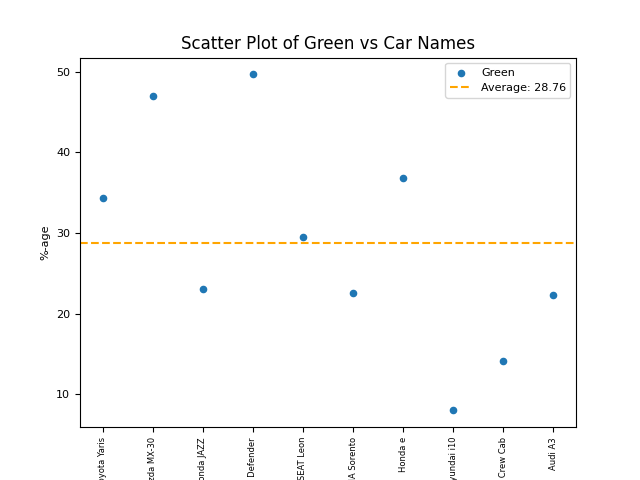 Scatter Plot of Green vs Car Names
Green
Average: 28.76
50
40
30
20
10
%-age
oyota Yaris
zda MX-30
onda JAZZ
Defender
SEAT Leon
A Sorento
Honda e
yundai i10
Crew Cab
Audi A3